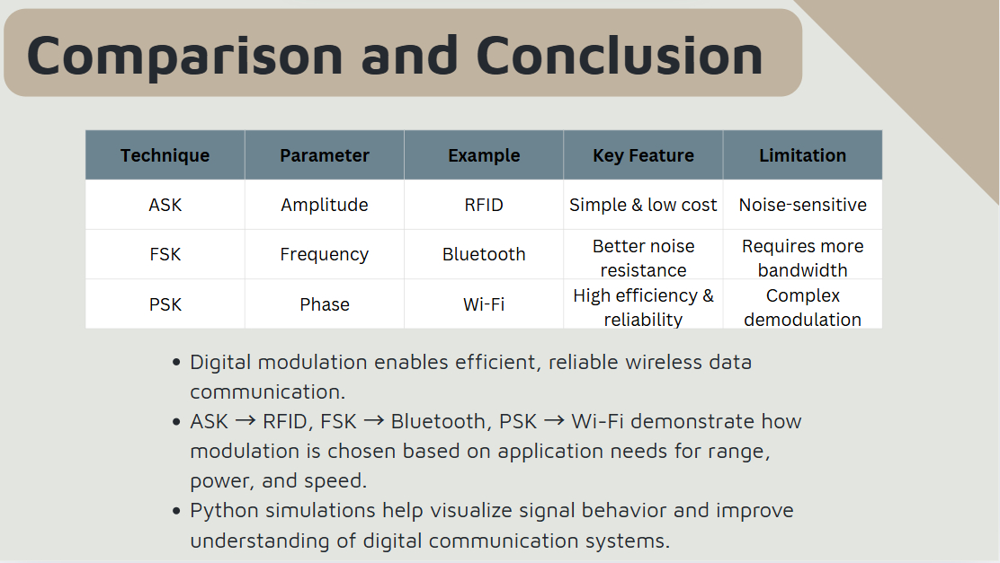 Comparison and Conclusion
Technique Parameter Example Key Feature Limitation
ASK Amplitude RFID Simple & low cost Noise-sensitive
FSK Frequency Bluetooth Better noise resistance Requires more bandwidth
PSK Phase Wi-Fi High efficiency & reliability Complex demodulation
• Digital modulation enables efficient, reliable wireless data
communication.
• ASK → RFID, FSK → Bluetooth, PSK → Wi-Fi demonstrate how
modulation is chosen based on application needs for range,
power, and speed.
• Python simulations help visualize signal behavior and improve
understanding of digital communication systems.